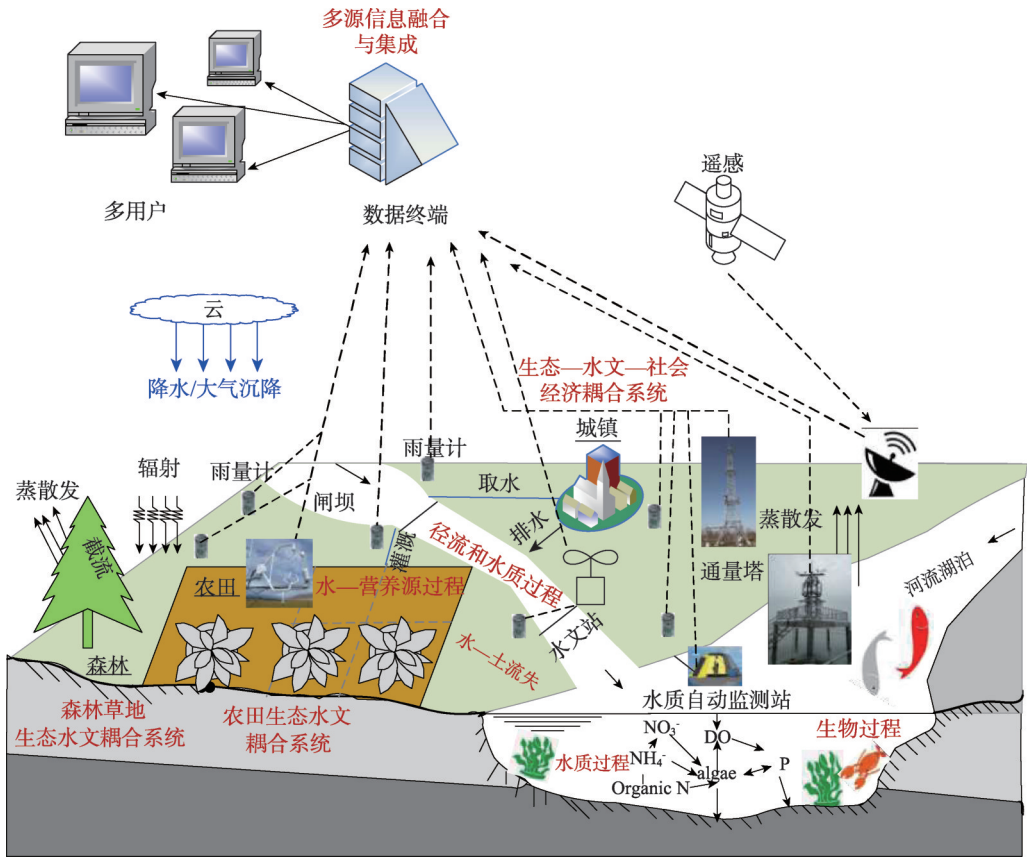 多源信息融合
与集成
多用户
数据终端
遥感
云
降水/大气沉降
生态—水文—社会
经济耦合系统
城镇
雨量计
雨量计
辐射
蒸散发
截流
闸坝
取水
排水
灌溉
径流和水质过程
蒸散发
通量塔
河流湖泊
农田
水—营养源过程
水文站
水—土流失
森林
水质自动监测站
森林草地
生态水文耦合系统
农田生态水文
耦合系统
生物过程
水质过程
NO₃⁻
DO
NH₄⁻
algae
P
Organic N